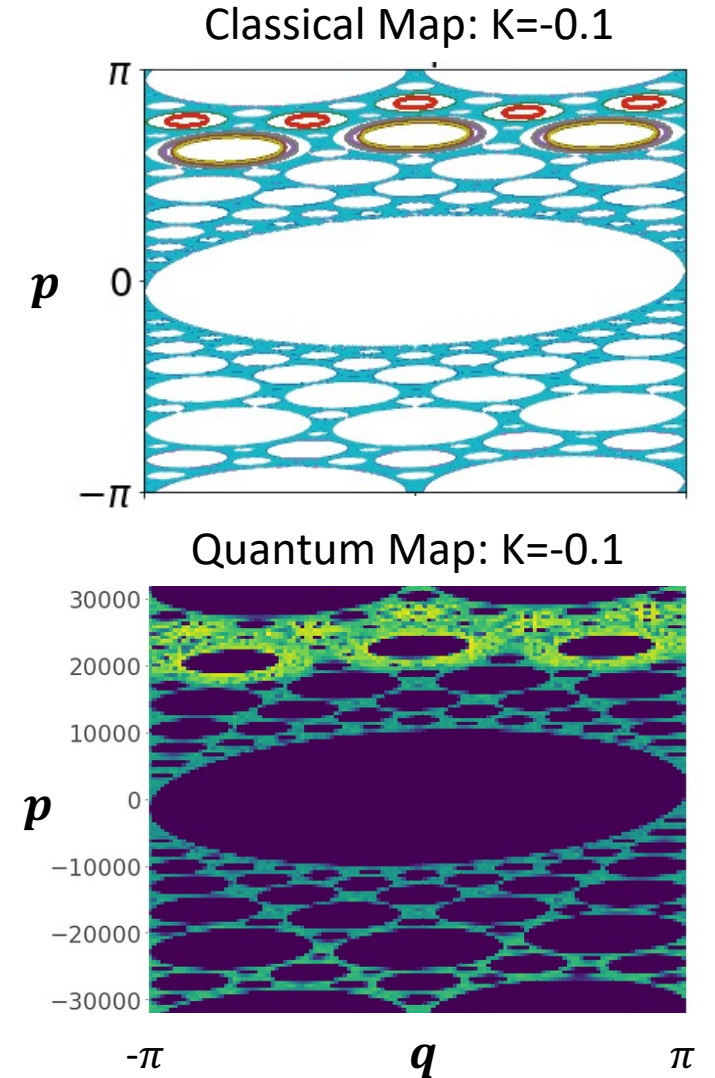 Classical Map: K=-0.1
π
p 0
−π
Quantum Map: K=-0.1
30000
20000
10000
p 0
−10000
−20000
−30000
-π q π